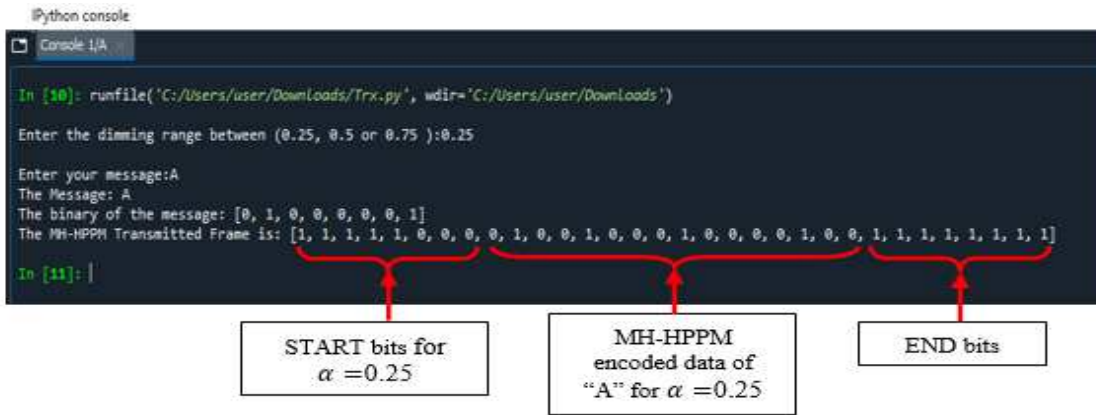 IPython console
Console 1/A
In [10]: runfile('C:/Users/user/Downloads/Trx.py', wdir='C:/Users/user/Downloads')
Enter the dimming range between (0.25, 0.5 or 0.75 ):0.25
Enter your message:A
The Message: A
The binary of the message: [0, 1, 0, 0, 0, 0, 0, 1]
The MH-HPPM Transmitted Frame is: [1, 1, 1, 1, 1, 0, 0, 0, 0, 1, 0, 0, 1, 0, 0, 0, 1, 0, 0, 0, 0, 1, 0, 0, 1, 1, 1, 1, 1, 1, 1, 1]
In [11]:
START bits for
α =0.25
MH-HPPM
encoded data of
“A” for α =0.25
END bits